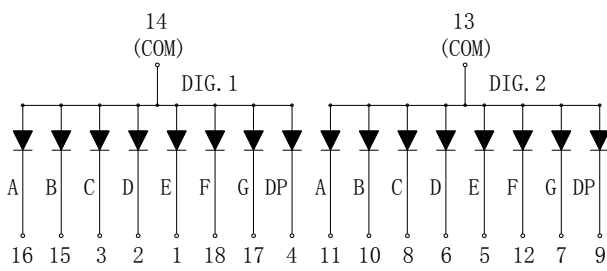 14 13
(COM) (COM)
DIG.1 DIG.2
A B C D E F G DP A B C D E F G DP
16 15 3 2 1 18 17 4 11 10 8 6 5 12 7 9